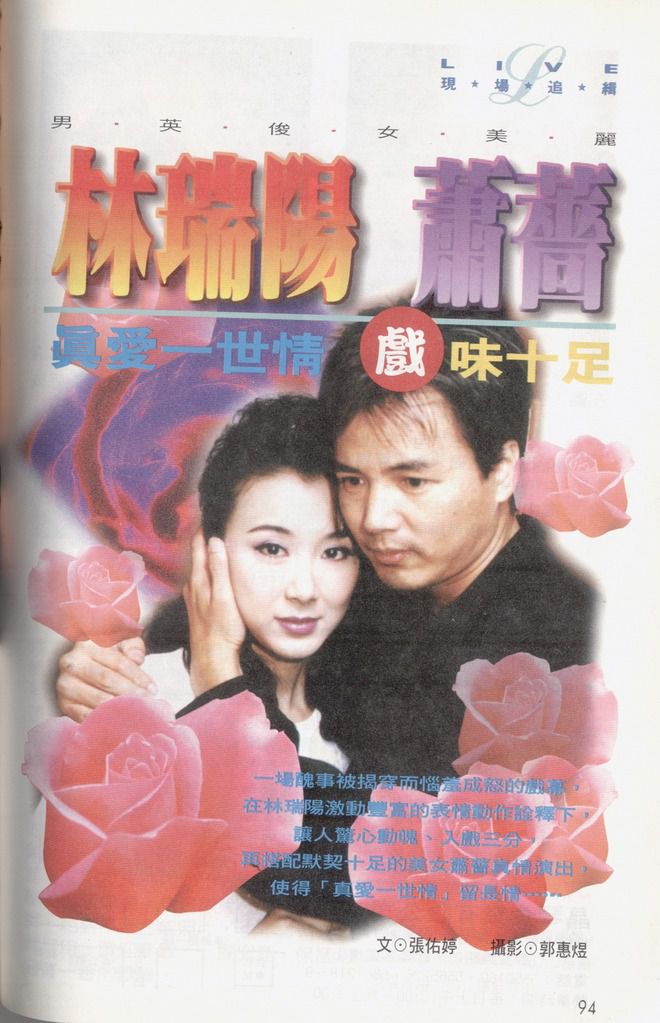 LIVE
L
現★場★追★緝
男・英・俊・女・美・麗
林瑞陽 蕭薔
眞愛一世情 戲味十足
一場醜事被揭穿而惱羞成怒的戲幕，
在林瑞陽激動豐富的表情動作詮釋下，
讓人驚心動魄、入戲三分，
再搭配默契十足的美女蕭薔真情演出，
使得「真愛一世情」留長情……
文⊙張佑婷 攝影⊙郭惠煜
94